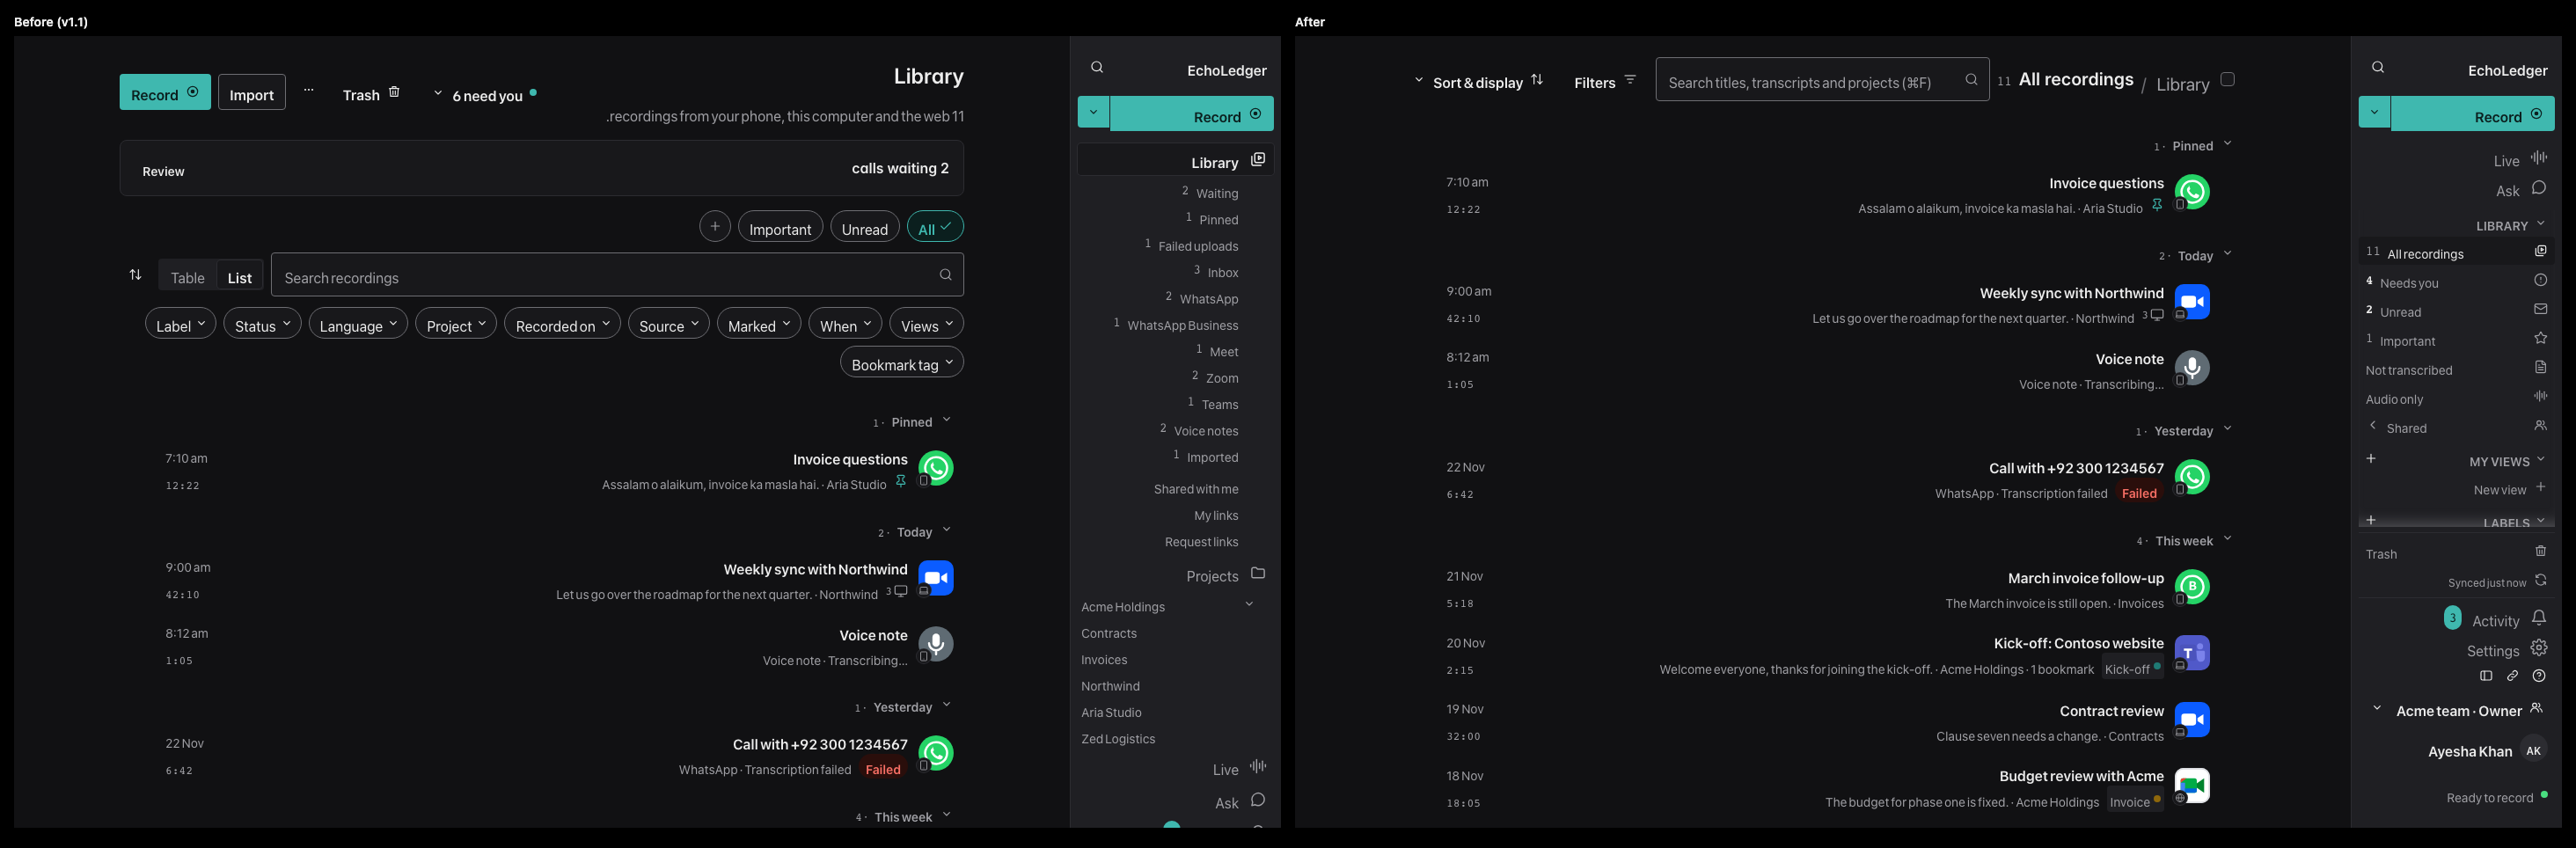 Before (v1.1)
Library
6 need you
Trash
...
Import
Record
.recordings from your phone, this computer and the web 11
calls waiting 2
Review
All
Unread
Important
Search recordings
List
Table
Views
When
Marked
Source
Recorded on
Project
Language
Status
Label
Bookmark tag
1 · Pinned
Invoice questions
7:10 am
Assalam o alaikum, invoice ka masla hai. · Aria Studio
12:22
2 · Today
Weekly sync with Northwind
9:00 am
Let us go over the roadmap for the next quarter. · Northwind
3
42:10
Voice note
8:12 am
Voice note · Transcribing...
1:05
1 · Yesterday
Call with +92 300 1234567
22 Nov
WhatsApp · Transcription failed
Failed
6:42
4 · This week
EchoLedger
Record
Library
2 Waiting
1 Pinned
1 Failed uploads
3 Inbox
2 WhatsApp
1 WhatsApp Business
1 Meet
2 Zoom
1 Teams
2 Voice notes
1 Imported
Shared with me
My links
Request links
Projects
Acme Holdings
Contracts
Invoices
Northwind
Aria Studio
Zed Logistics
Live
Ask
After
Library
/
All recordings
11
Search titles, transcripts and projects (⌘F)
Filters
Sort & display
1 · Pinned
Invoice questions
7:10 am
Assalam o alaikum, invoice ka masla hai. · Aria Studio
12:22
2 · Today
Weekly sync with Northwind
9:00 am
Let us go over the roadmap for the next quarter. · Northwind
3
42:10
Voice note
8:12 am
Voice note · Transcribing...
1:05
1 · Yesterday
Call with +92 300 1234567
22 Nov
WhatsApp · Transcription failed
Failed
6:42
4 · This week
March invoice follow-up
21 Nov
The March invoice is still open. · Invoices
B
5:18
Kick-off: Contoso website
20 Nov
Welcome everyone, thanks for joining the kick-off. · Acme Holdings · 1 bookmark
Kick-off
T
2:15
Contract review
19 Nov
Clause seven needs a change. · Contracts
32:00
Budget review with Acme
18 Nov
The budget for phase one is fixed. · Acme Holdings
Invoice
18:05
EchoLedger
Record
Live
Ask
LIBRARY
11 All recordings
4 Needs you
2 Unread
1 Important
Not transcribed
Audio only
Shared
MY VIEWS
New view
LABELS
Trash
Synced just now
3 Activity
Settings
Acme team · Owner
Ayesha Khan
AK
Ready to record